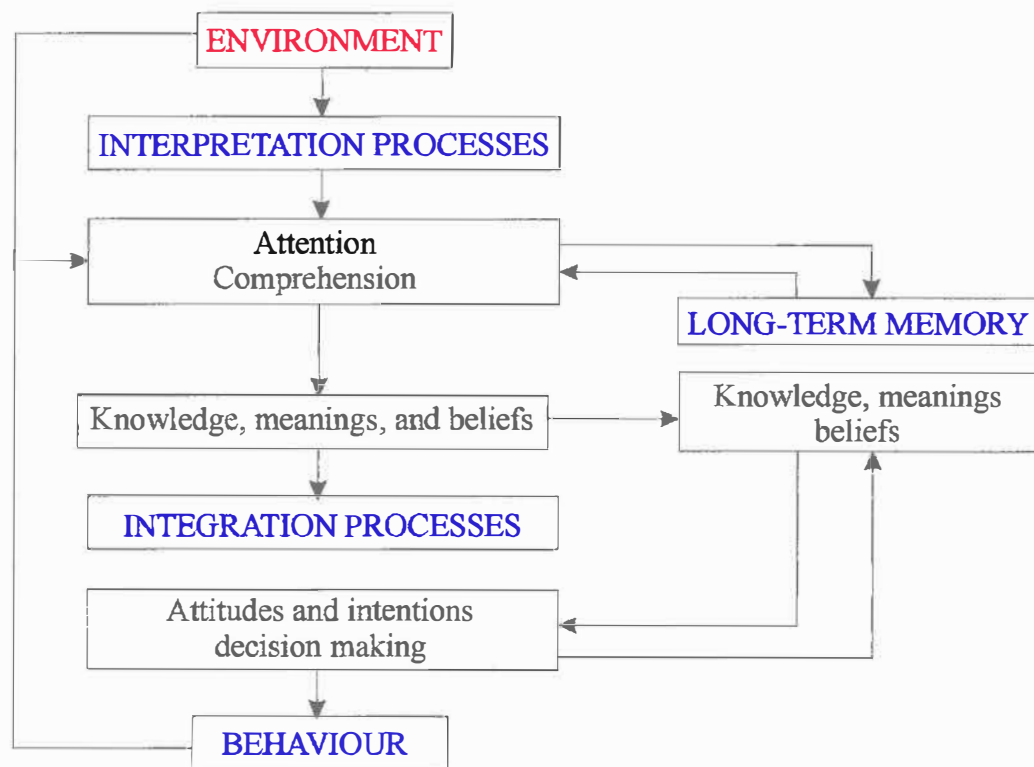 ENVIRONMENT
INTERPRETATION PROCESSES
Attention
Comprehension
LONG-TERM MEMORY
Knowledge, meanings
beliefs
Knowledge, meanings, and beliefs
INTEGRATION PROCESSES
Attitudes and intentions
decision making
BEHAVIOUR